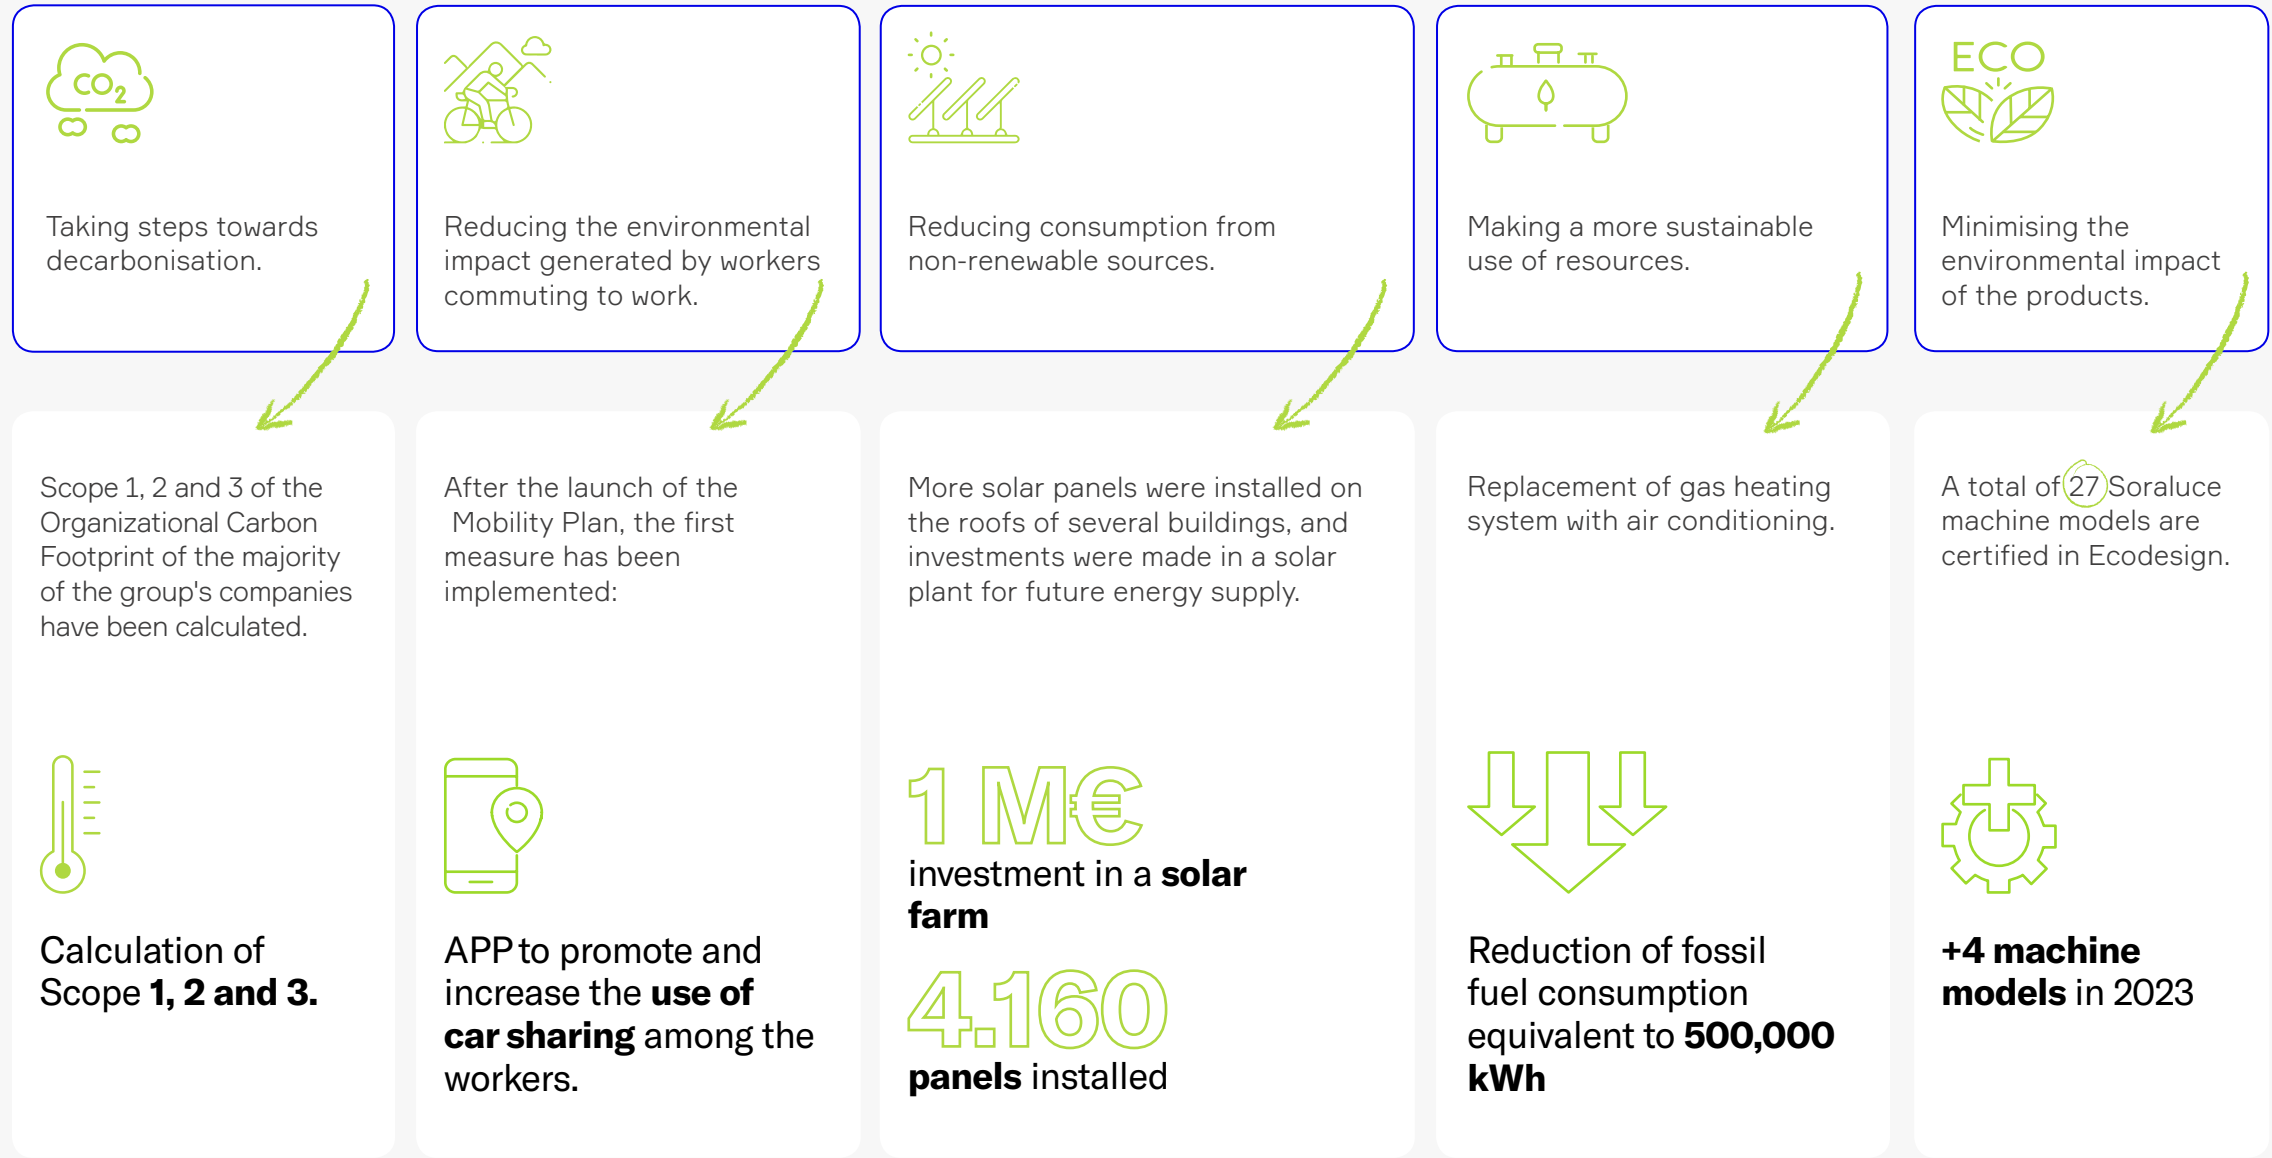 CO2
Taking steps towards
decarbonisation.
Reducing the environmental
impact generated by workers
commuting to work.
Reducing consumption from
non-renewable sources.
Making a more sustainable
use of resources.
ECO
Minimising the
environmental impact
of the products.
Scope 1, 2 and 3 of the
Organizational Carbon
Footprint of the majority
of the group's companies
have been calculated.
Calculation of
Scope 1, 2 and 3.
After the launch of the
Mobility Plan, the first
measure has been
implemented:
APP to promote and
increase the use of
car sharing among the
workers.
More solar panels were installed on
the roofs of several buildings, and
investments were made in a solar
plant for future energy supply.
1 M€
investment in a solar
farm
4.160
panels installed
Replacement of gas heating
system with air conditioning.
Reduction of fossil
fuel consumption
equivalent to 500,000
kWh
A total of 27 Soraluce
machine models are
certified in Ecodesign.
+4 machine
models in 2023